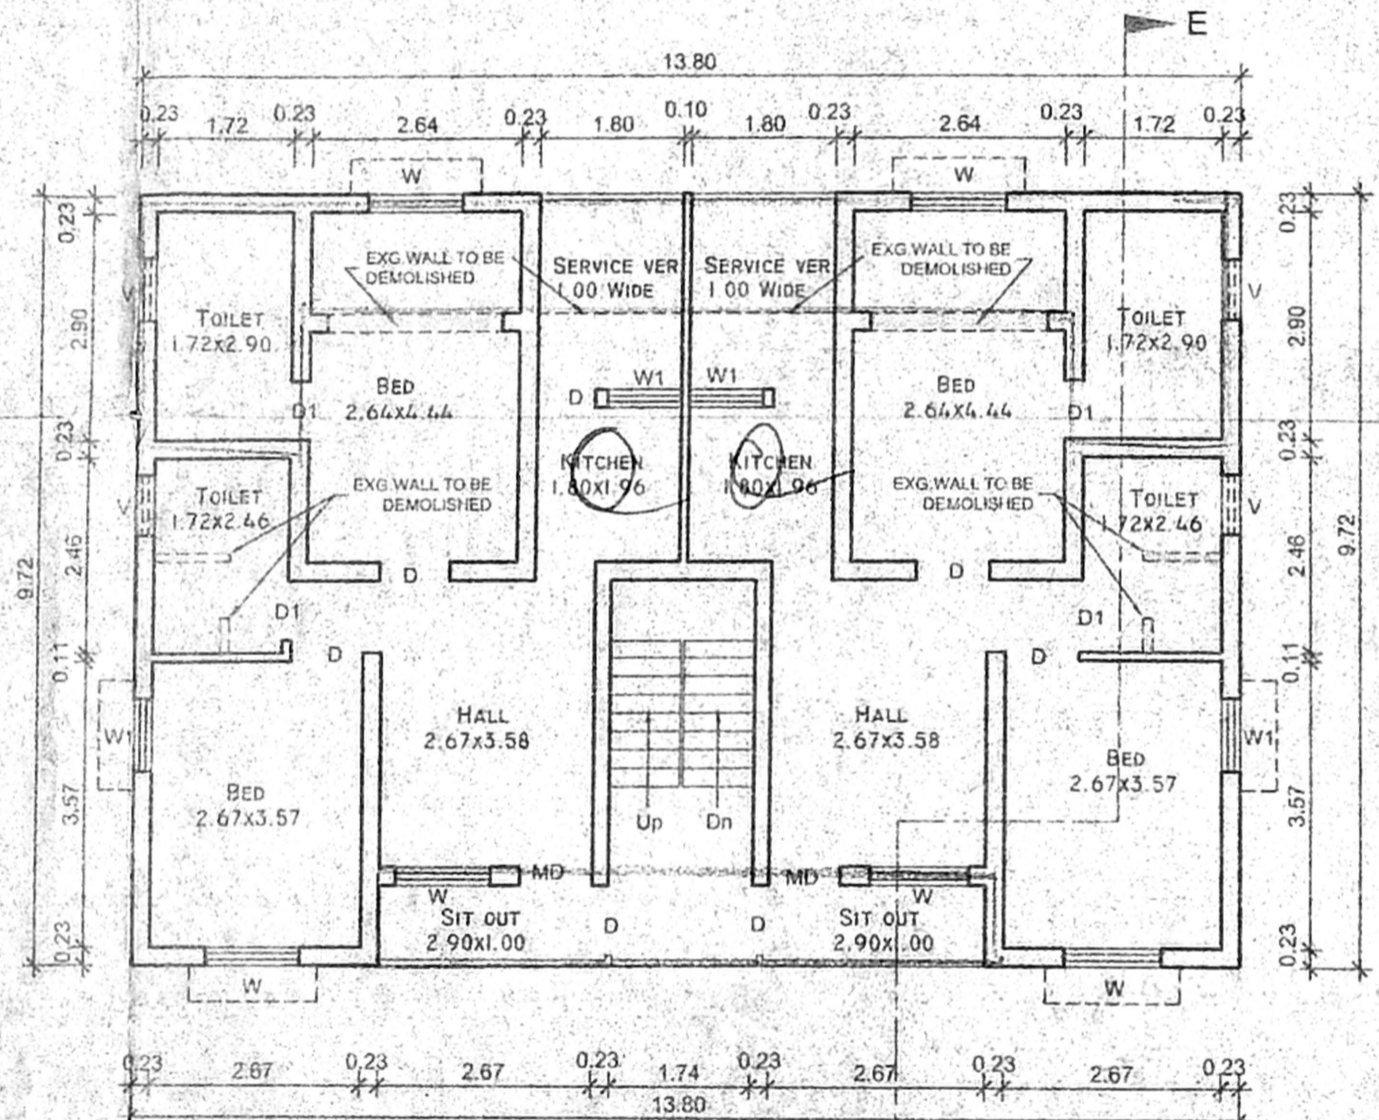 E
13.80
0.23 1.72 0.23 2.64 0.23 1.80 0.10 1.80 0.23 2.64 0.23 1.72 0.23
W W
0.23 0.23
EXG.WALL TO BE
DEMOLISHED
EXG.WALL TO BE
DEMOLISHED
SERVICE VER
1.00 WIDE
SERVICE VER
1.00 WIDE
V V
2.90 2.90
TOILET
1.72x2.90
TOILET
1.72x2.90
BED
2.64x4.44
BED
2.64x4.44
D W1 W1
D1 D1
0.23 0.23
KITCHEN
1.80x1.96
KITCHEN
1.80x1.96
EXG.WALL TO BE
DEMOLISHED
EXG.WALL TO BE
DEMOLISHED
V V
TOILET
1.72x2.46
TOILET
1.72x2.46
9.72 2.46 2.46 9.72
D D
D1 D1
D D
0.11 0.11
HALL
2.67x3.58
HALL
2.67x3.58
W1 W1
BED
2.67x3.57
BED
2.67x3.57
3.57 3.57
Up Dn
MD MD
W W
SIT OUT
2.90x1.00
SIT OUT
2.90x1.00
D D
0.23 0.23
W W
0.23 2.67 0.23 2.67 0.23 1.74 0.23 2.67 0.23 2.67 0.23
13.80